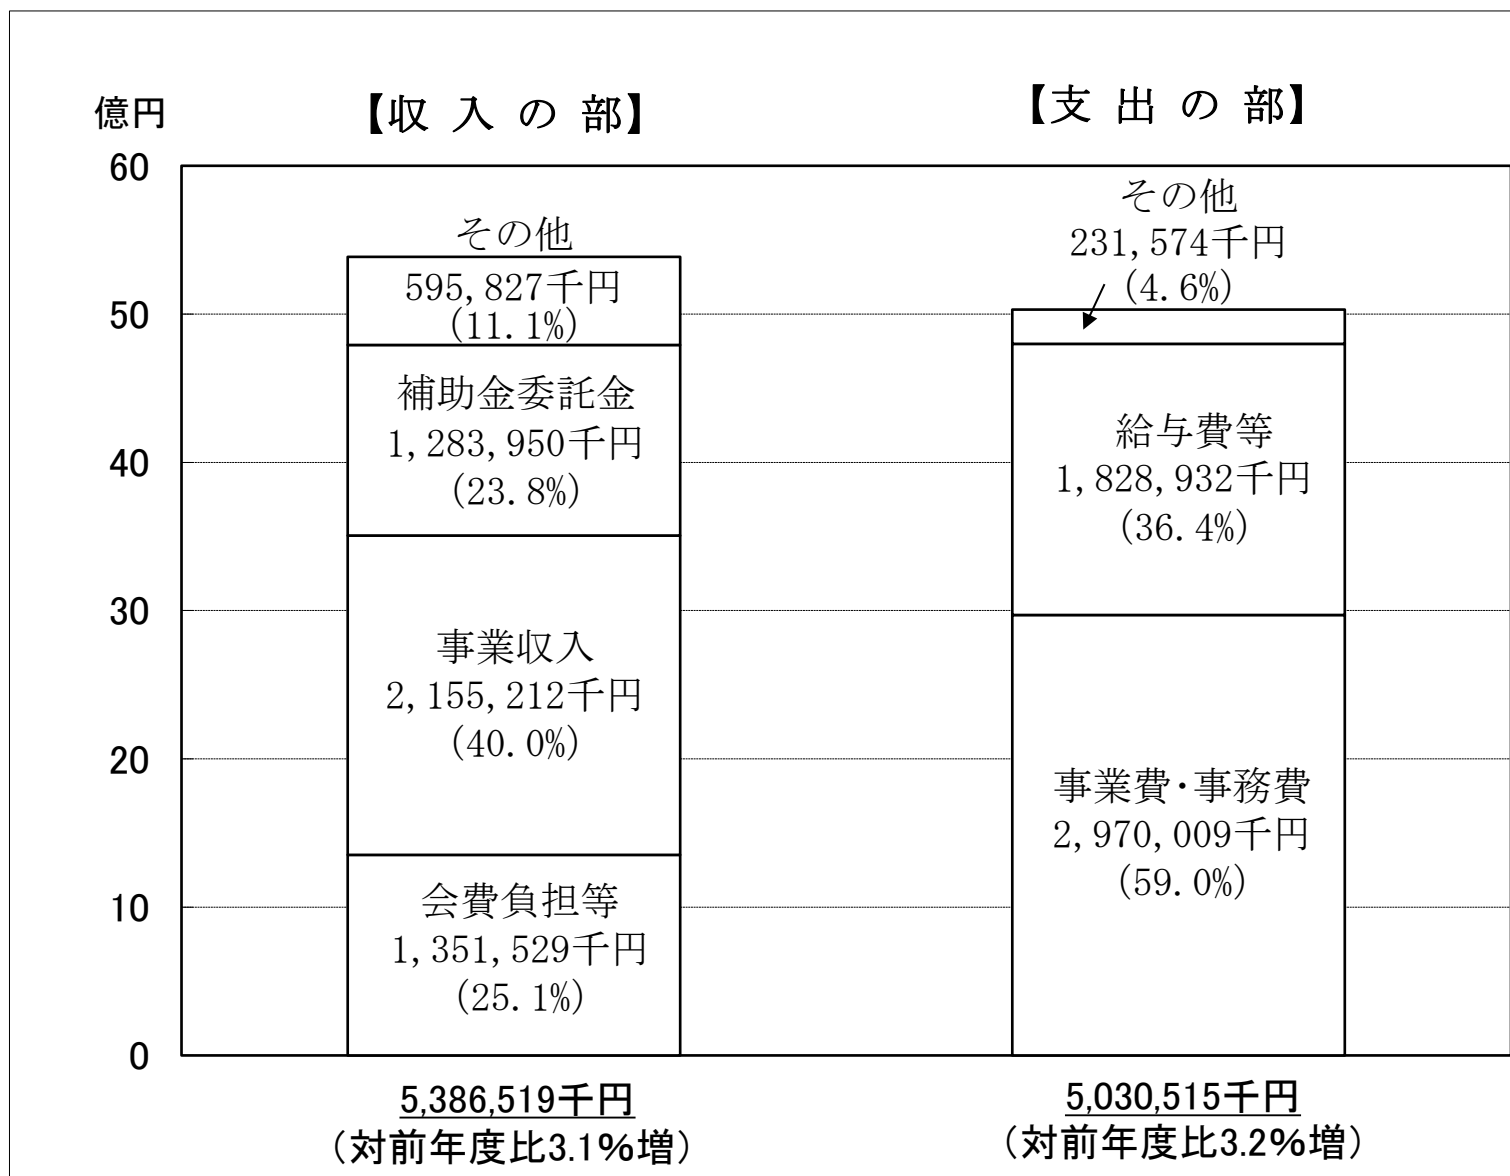 億円
【収 入 の 部】
【支 出 の 部】
60
50
40
30
20
10
0
その他
595,827千円
(11.1%)
補助金委託金
1,283,950千円
(23.8%)
事業収入
2,155,212千円
(40.0%)
会費負担等
1,351,529千円
(25.1%)
5,386,519千円
（対前年度比3.1%増）
その他
231,574千円
(4.6%)
給与費等
1,828,932千円
(36.4%)
事業費・事務費
2,970,009千円
(59.0%)
5,030,515千円
（対前年度比3.2%増）